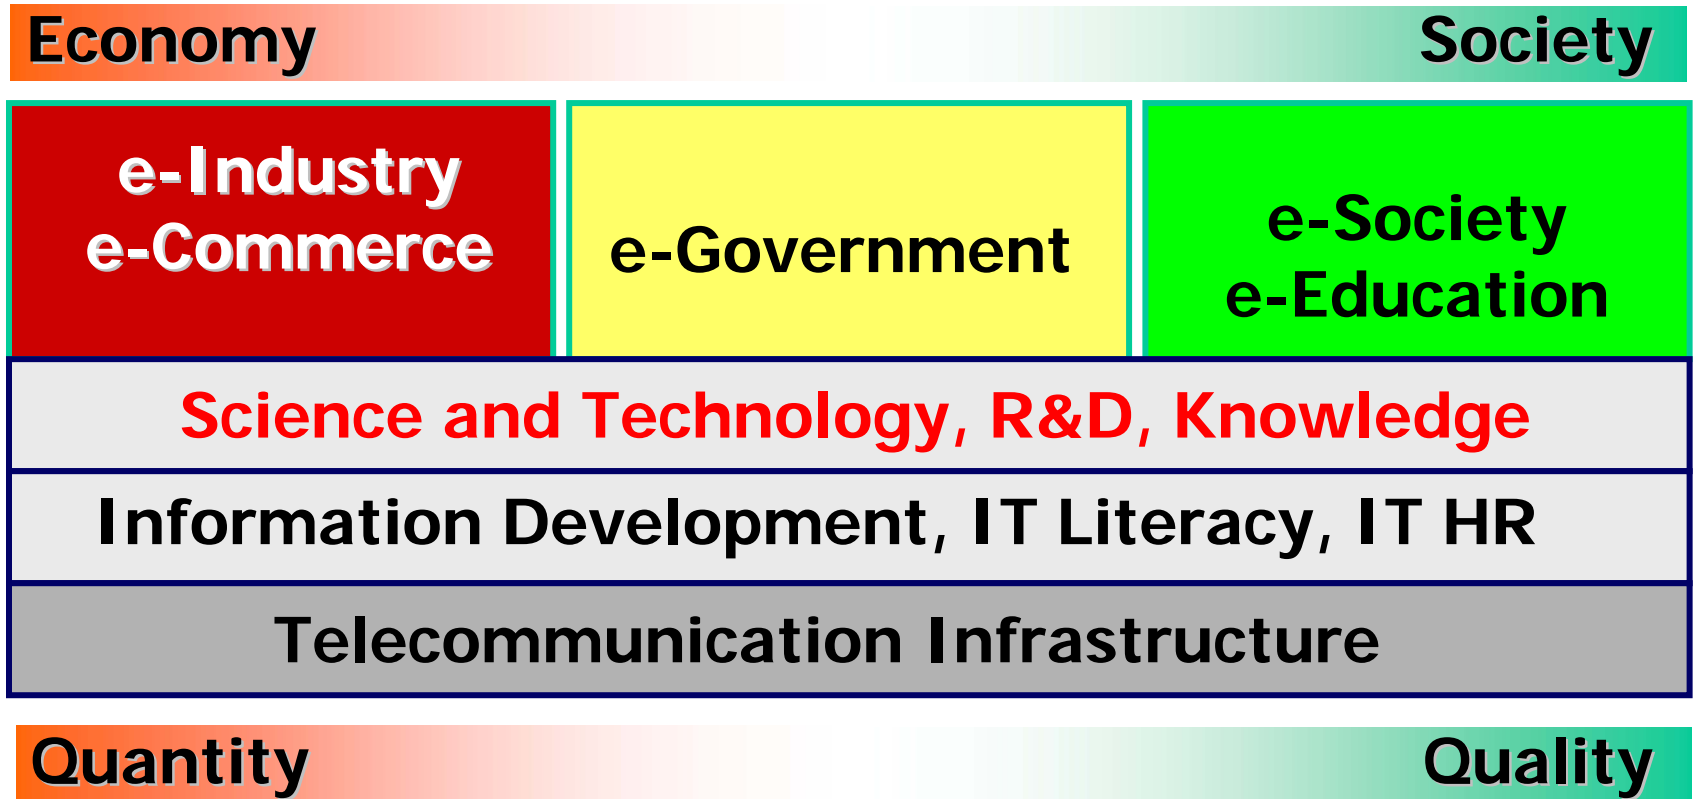 Economy Society
e-Industry
e-Commerce
e-Government
e-Society
e-Education
Science and Technology, R&D, Knowledge
Information Development, IT Literacy, IT HR
Telecommunication Infrastructure
Quantity Quality